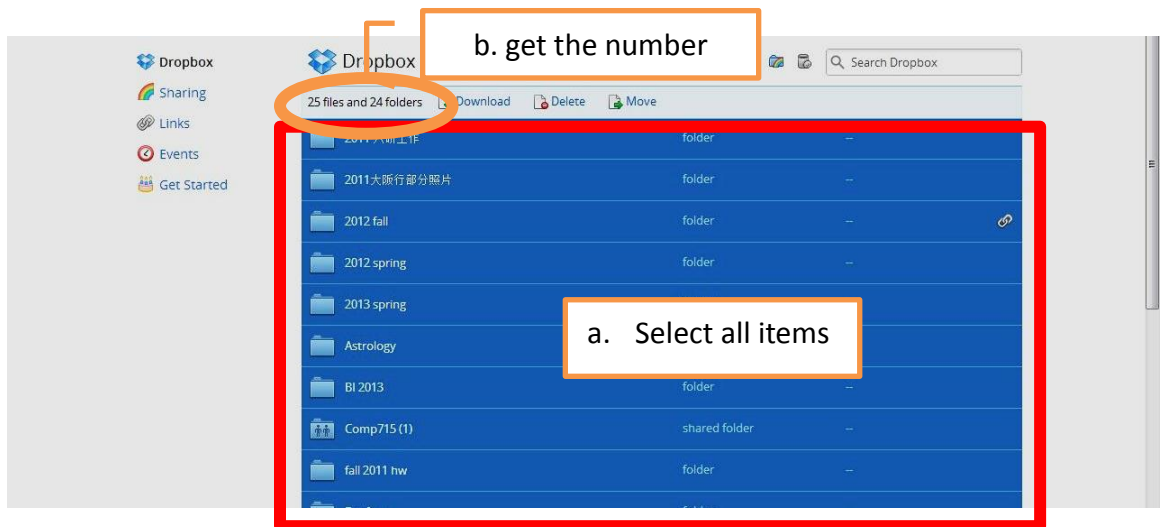 b. get the number
Dropbox
Sharing
Links
Events
Get Started
Dropbox
Search Dropbox
25 files and 24 folders Download Delete Move
folder --
2011大阪行部分照片 folder --
2012 fall folder --
2012 spring folder --
2013 spring
a. Select all items
Astrology
BI 2013 folder --
Comp715 (1) shared folder --
fall 2011 hw folder --